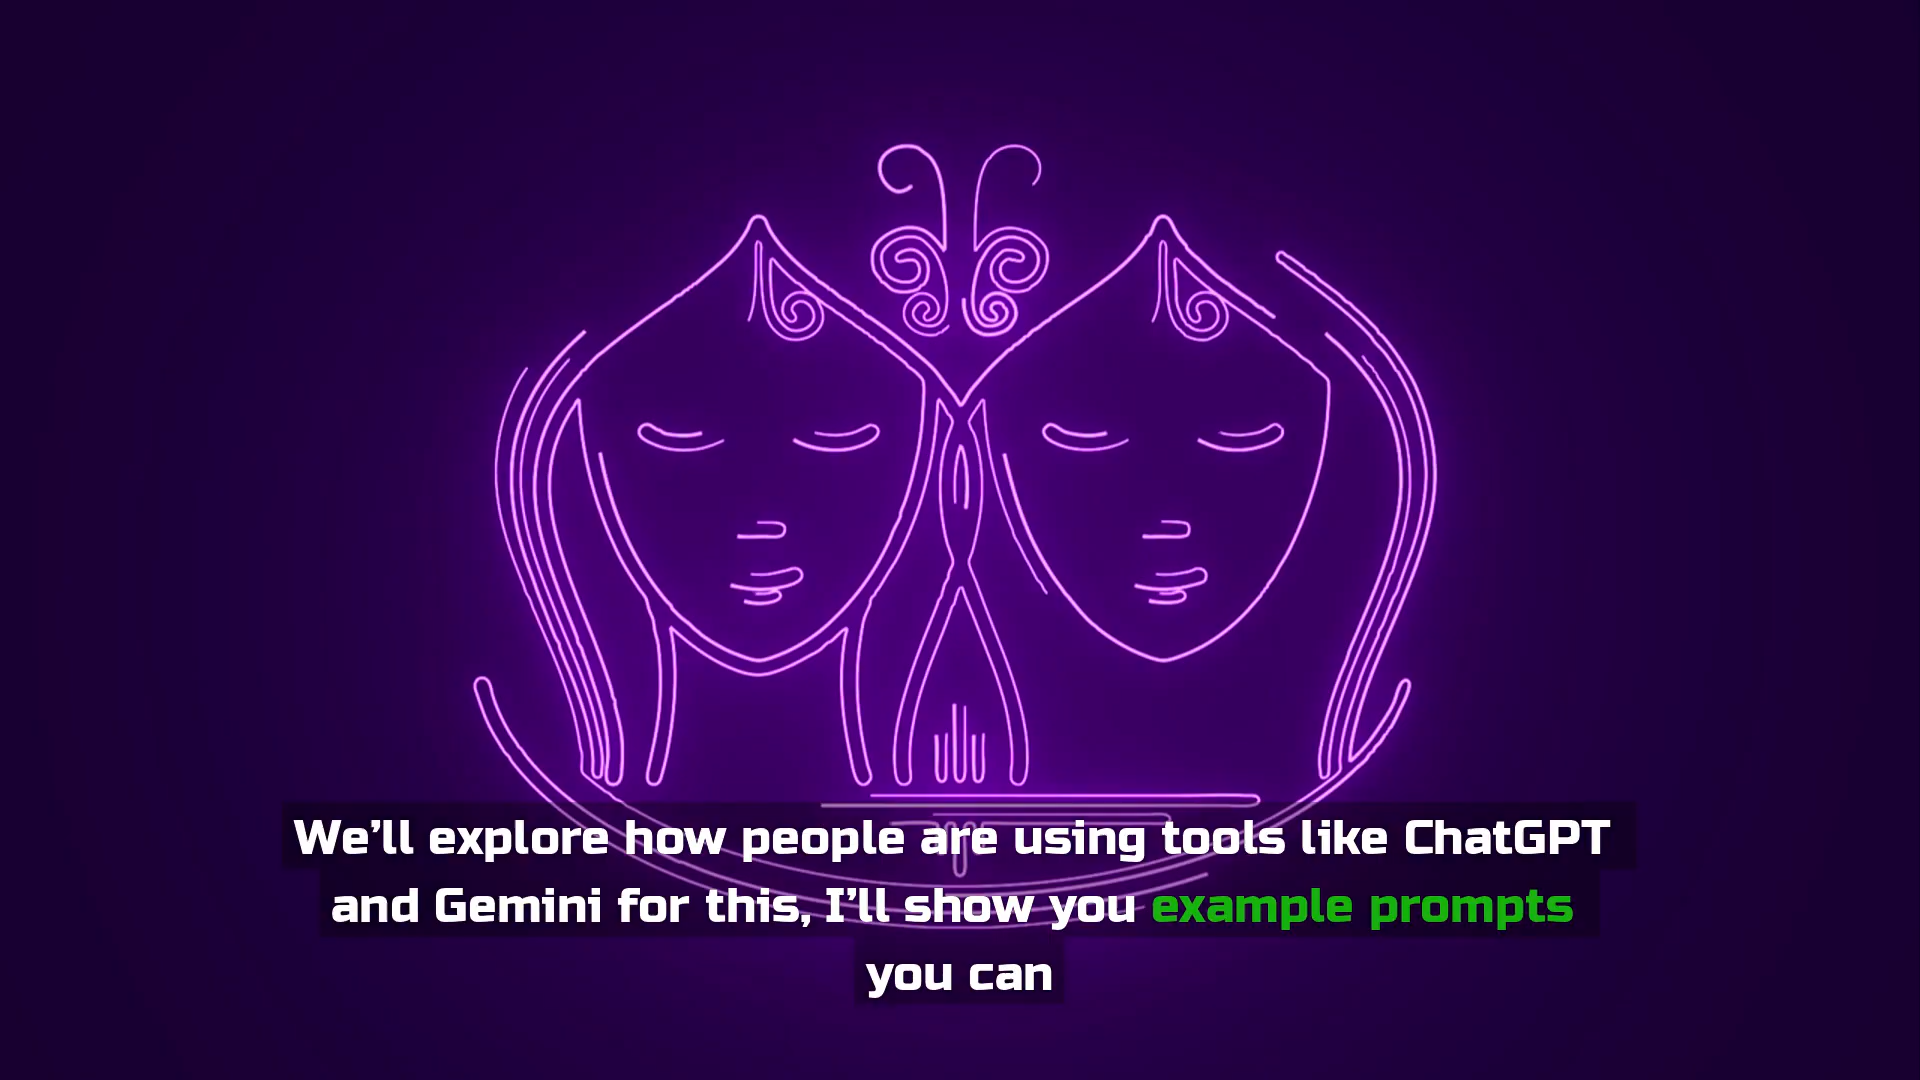 We’ll explore how people are using tools like ChatGPT
and Gemini for this, I’ll show you example prompts
you can